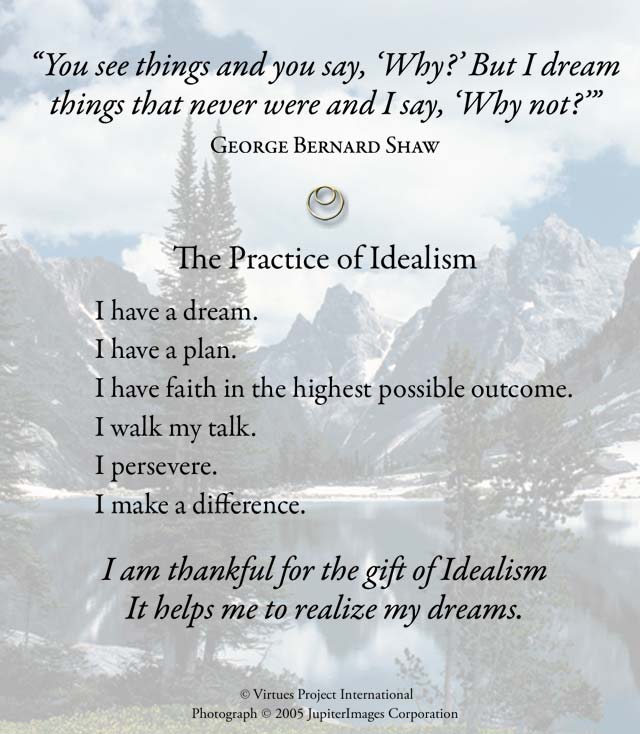 “You see things and you say, ‘Why?’ But I dream
things that never were and I say, ‘Why not?’”
George Bernard Shaw
The Practice of Idealism
I have a dream.
I have a plan.
I have faith in the highest possible outcome.
I walk my talk.
I persevere.
I make a difference.
I am thankful for the gift of Idealism
It helps me to realize my dreams.
© Virtues Project International
Photograph © 2005 JupiterImages Corporation